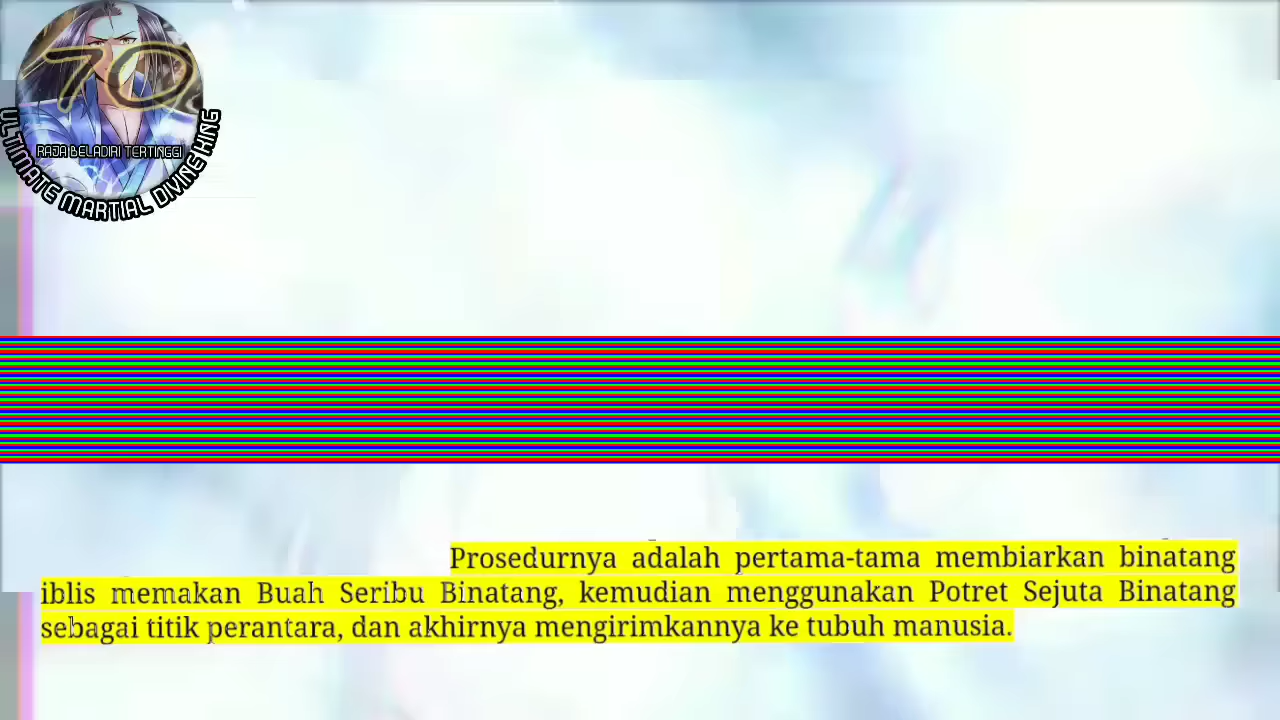 70
RAJA BELADIRI TERTINGGI
ULTIMATE MARTIAL DIVINE KING
Prosedurnya adalah pertama-tama membiarkan binatang
iblis memakan Buah Seribu Binatang, kemudian menggunakan Potret Sejuta Binatang
sebagai titik perantara, dan akhirnya mengirimkannya ke tubuh manusia.